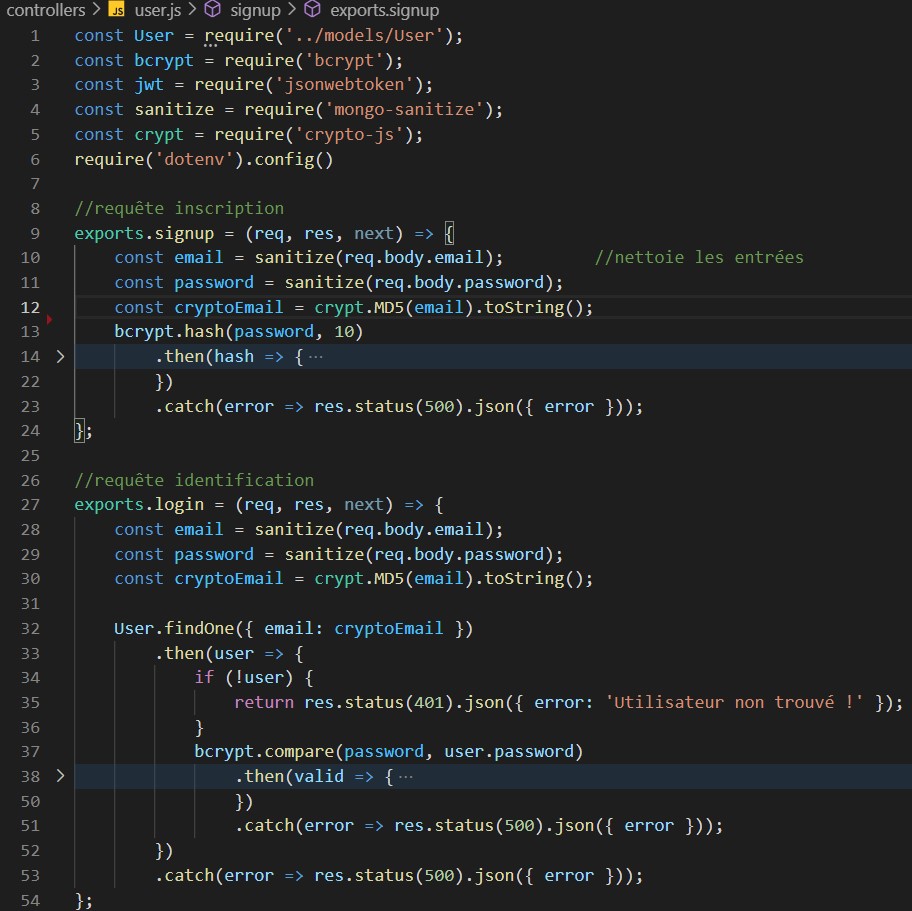 controllers > JS user.js > signup > exports.signup
1 const User = require('../models/User');
2 const bcrypt = require('bcrypt');
3 const jwt = require('jsonwebtoken');
4 const sanitize = require('mongo-sanitize');
5 const crypt = require('crypto-js');
6 require('dotenv').config()
7
8 //requête inscription
9 exports.signup = (req, res, next) => {
10     const email = sanitize(req.body.email);         //nettoie les entrées
11     const password = sanitize(req.body.password);
12     const cryptoEmail = crypt.MD5(email).toString();
13     bcrypt.hash(password, 10)
14 >         .then(hash => { ···
22         })
23         .catch(error => res.status(500).json({ error }));
24 };
25
26 //requête identification
27 exports.login = (req, res, next) => {
28     const email = sanitize(req.body.email);
29     const password = sanitize(req.body.password);
30     const cryptoEmail = crypt.MD5(email).toString();
31
32     User.findOne({ email: cryptoEmail })
33         .then(user => {
34             if (!user) {
35                 return res.status(401).json({ error: 'Utilisateur non trouvé !' });
36             }
37             bcrypt.compare(password, user.password)
38 >                 .then(valid => { ···
50                 })
51                 .catch(error => res.status(500).json({ error }));
52         })
53         .catch(error => res.status(500).json({ error }));
54 };